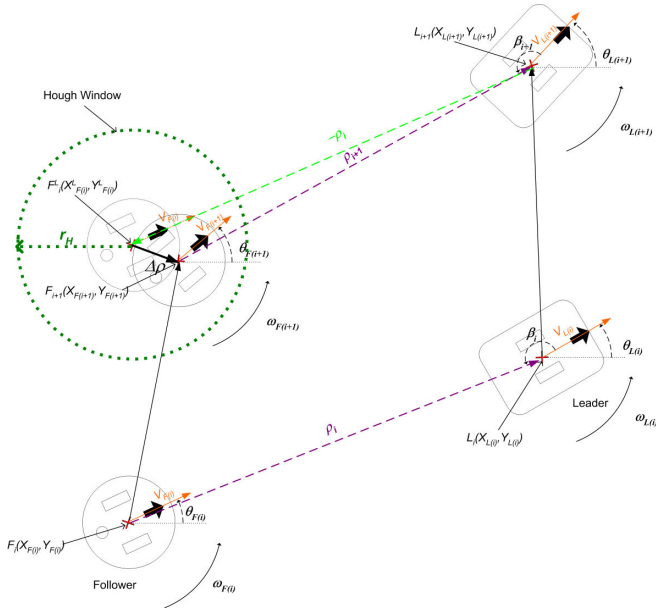 L_{i+1}(X_{L(i+1)}, Y_{L(i+1)})
β_{i+1}
V_{L(i+1)}
θ_{L(i+1)}
Hough Window
ω_{L(i+1)}
-ρ_i
ρ_{i+1}
F^L_i(X^L_{F(i)}, Y^L_{F(i)})
V_{F(i)}
V_{F(i+1)}
r_H
θ_{F(i+1)}
Δρ
F_{i+1}(X_{F(i+1)}, Y_{F(i+1)})
ω_{F(i+1)}
β_i
V_{L(i)}
θ_{L(i)}
Leader
ω_{L(i)}
ρ_i
L_i(X_{L(i)}, Y_{L(i)})
V_{F(i)}
θ_{F(i)}
F_i(X_{F(i)}, Y_{F(i)})
Follower
ω_{F(i)}